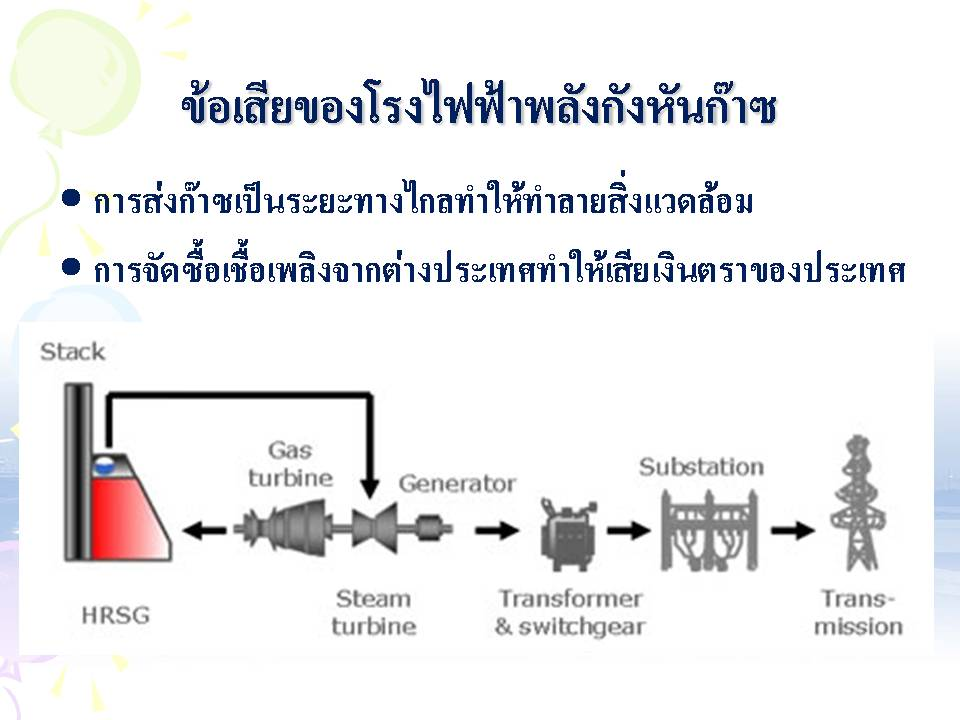 ข้อเสียของโรงไฟฟ้าพลังกังหันก๊าซ
• การส่งก๊าซเป็นระยะทางไกลทำให้ทำลายสิ่งแวดล้อม
• การจัดซื้อเชื้อเพลิงจากต่างประเทศทำให้เสียเงินตราของประเทศ
Stack
Gas
turbine
Generator
Substation
HRSG
Steam
turbine
Transformer
& switchgear
Trans-
mission